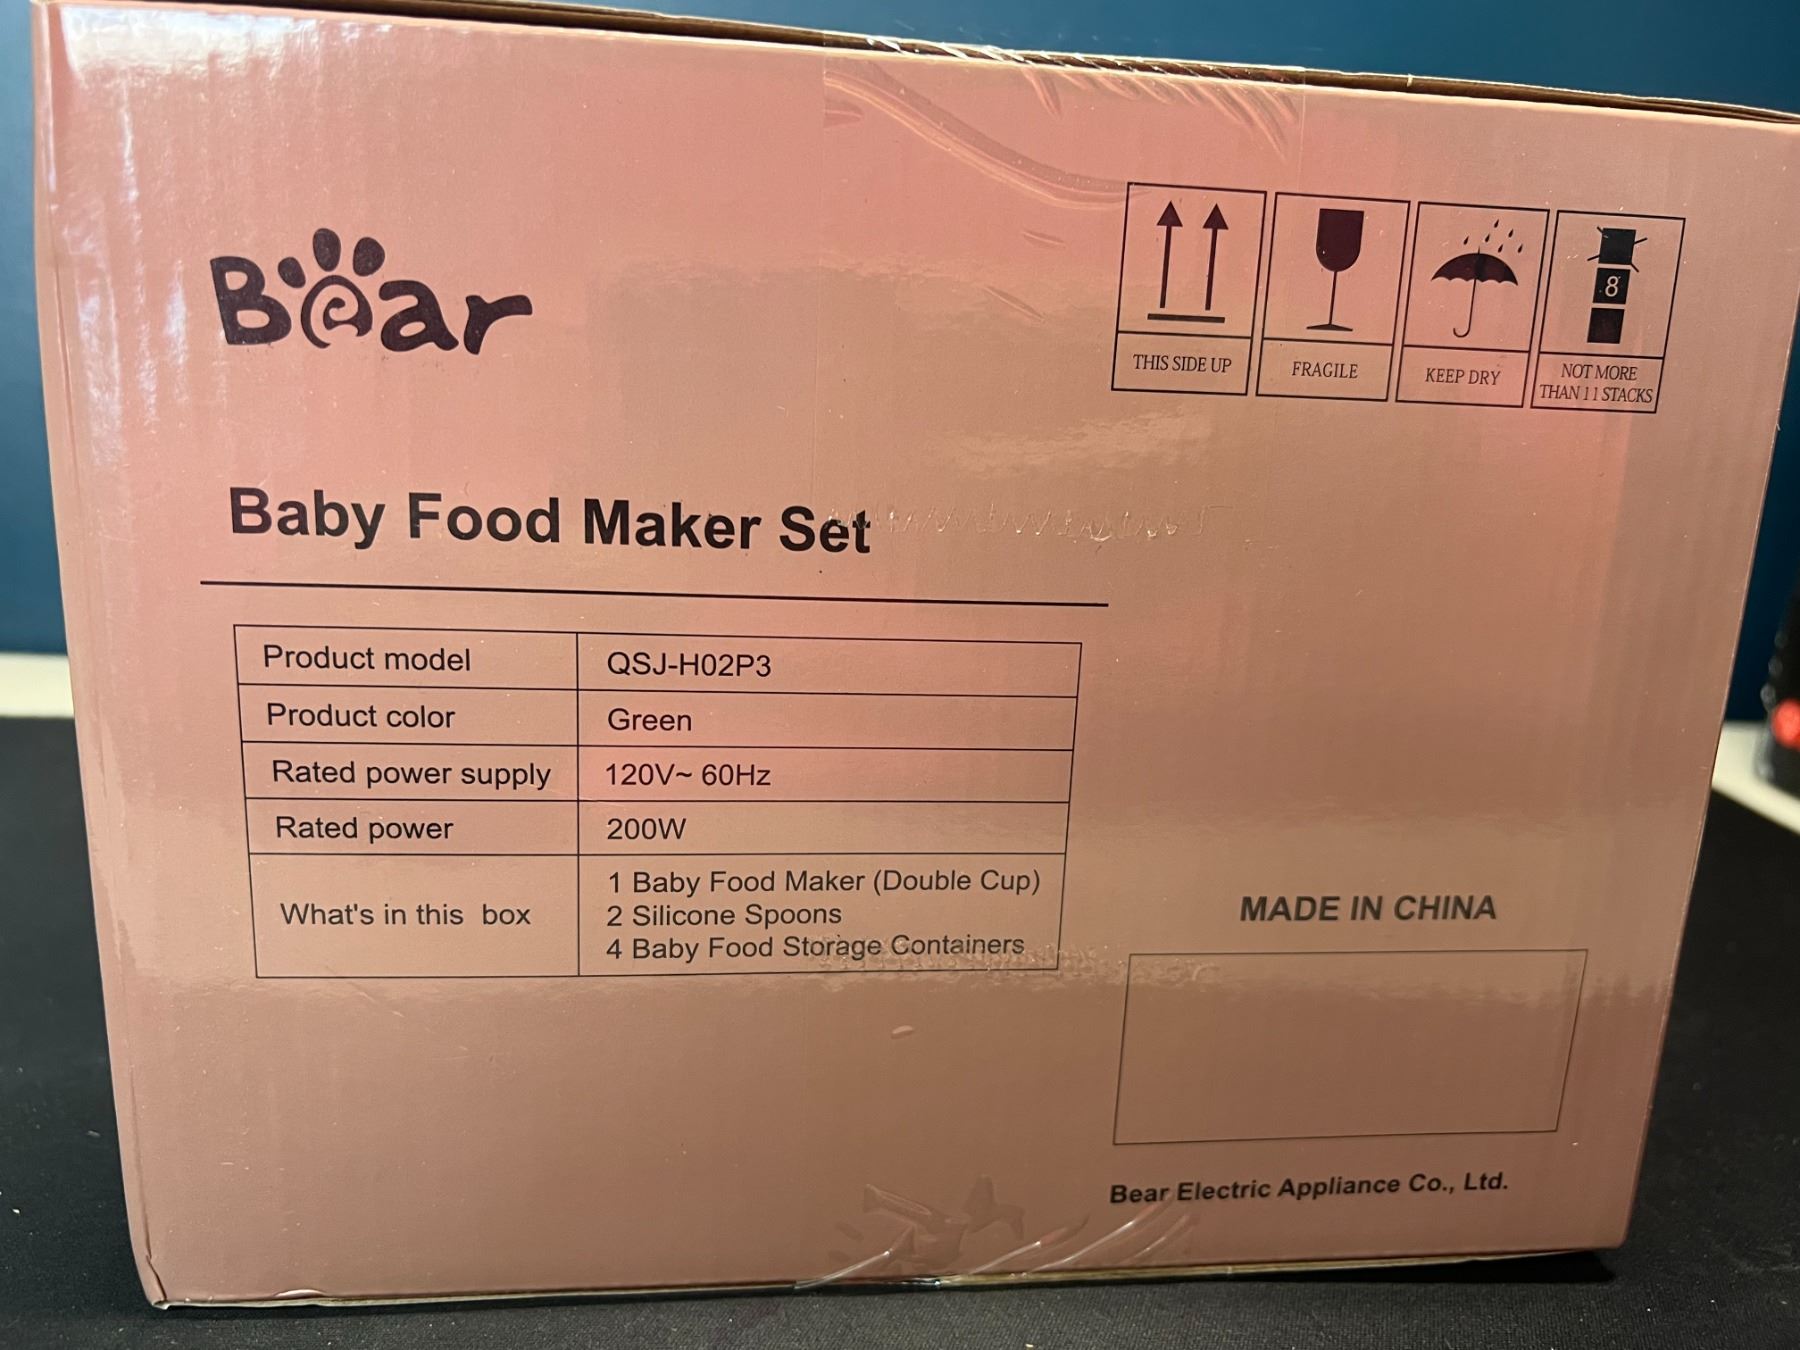 Bear
THIS SIDE UP
FRAGILE
KEEP DRY
8
NOT MORE
THAN 11 STACKS
Baby Food Maker Set
Product model QSJ-H02P3
Product color Green
Rated power supply 120V~ 60Hz
Rated power 200W
What's in this box
1 Baby Food Maker (Double Cup)
2 Silicone Spoons
4 Baby Food Storage Containers
MADE IN CHINA
Bear Electric Appliance Co., Ltd.